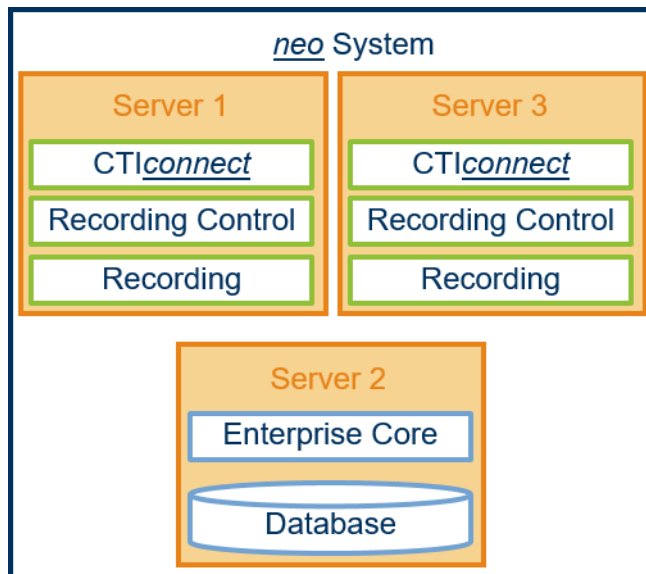 neo System
Server 1
CTIconnect
Recording Control
Recording
Server 3
CTIconnect
Recording Control
Recording
Server 2
Enterprise Core
Database